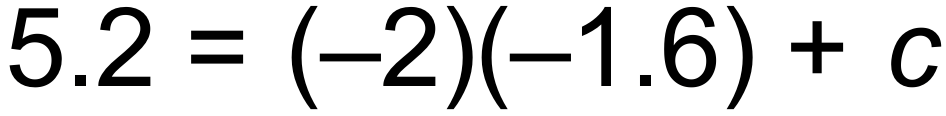 5.2 = (–2)(–1.6) + c